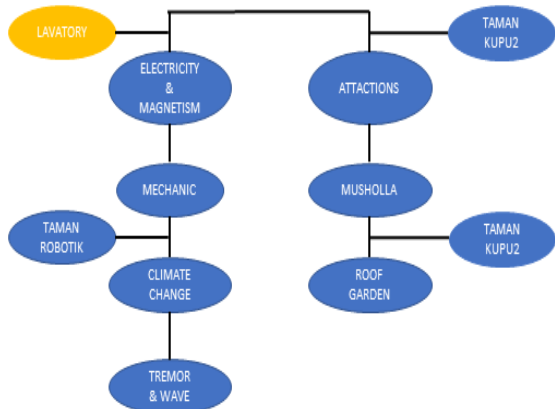 LAVATORY
TAMAN
KUPU2
ELECTRICITY
&
MAGNETISM
ATTACTIONS
MECHANIC
MUSHOLLA
TAMAN
ROBOTIK
TAMAN
KUPU2
CLIMATE
CHANGE
ROOF
GARDEN
TREMOR
& WAVE